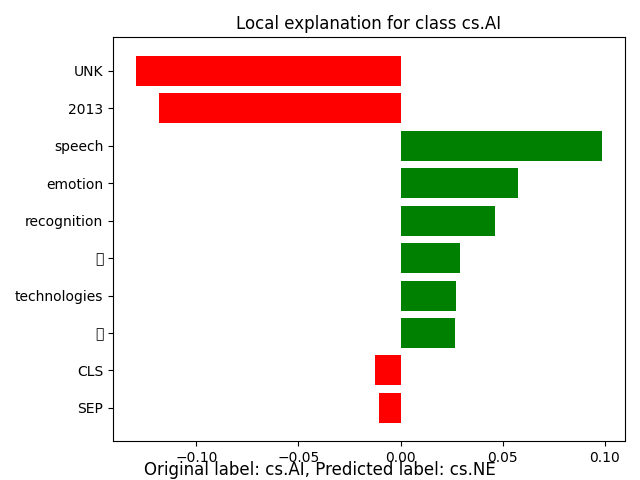 Local explanation for class cs.AI
UNK
2013
speech
emotion
recognition
technologies
CLS
SEP
−0.10 −0.05 0.00 0.05 0.10
Original label: cs.AI, Predicted label: cs.NE